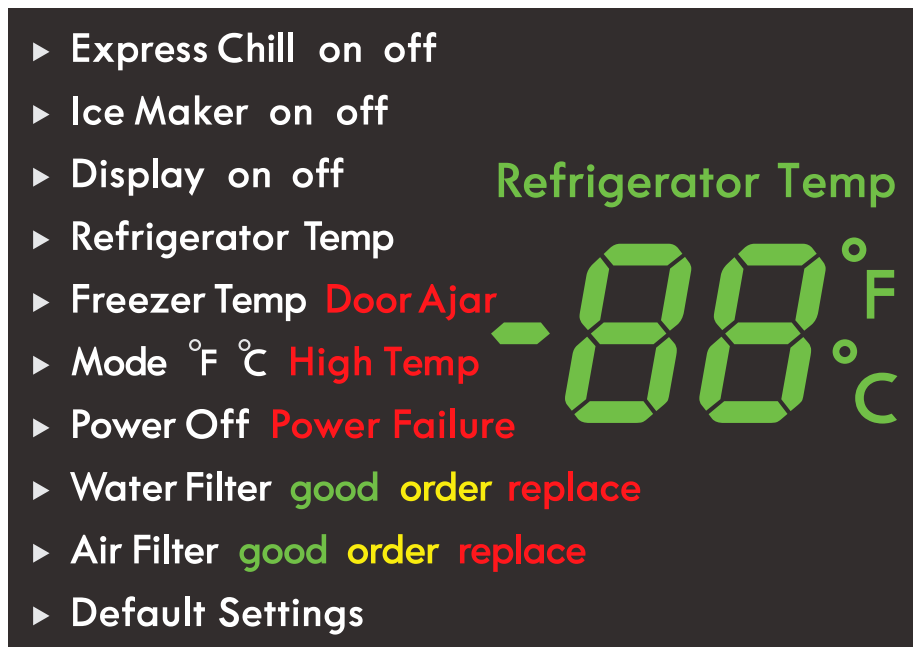 Express Chill on off
Ice Maker on off
Display on off
Refrigerator Temp
Refrigerator Temp
Freezer Temp Door Ajar
Mode °F °C High Temp
Power Off Power Failure
-88 °F °C
Water Filter good order replace
Air Filter good order replace
Default Settings